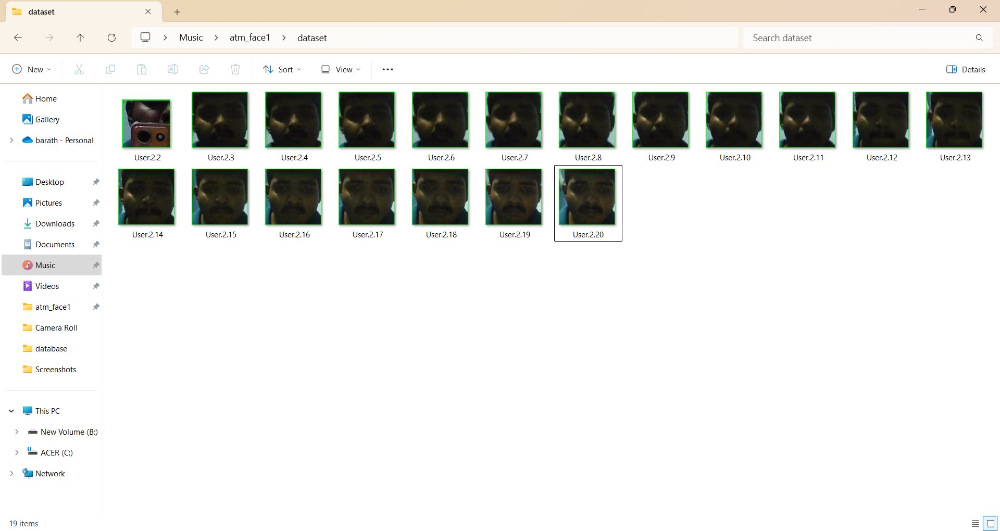 dataset
Music
atm_face1
dataset
Search dataset
New
Sort
View
Details
Home
Gallery
barath - Personal
Desktop
Pictures
Downloads
Documents
Music
Videos
atm_face1
Camera Roll
database
Screenshots
This PC
New Volume (B:)
ACER (C:)
Network
User.2.2 User.2.3 User.2.4 User.2.5 User.2.6 User.2.7 User.2.8 User.2.9 User.2.10 User.2.11 User.2.12 User.2.13
User.2.14 User.2.15 User.2.16 User.2.17 User.2.18 User.2.19 User.2.20
19 items